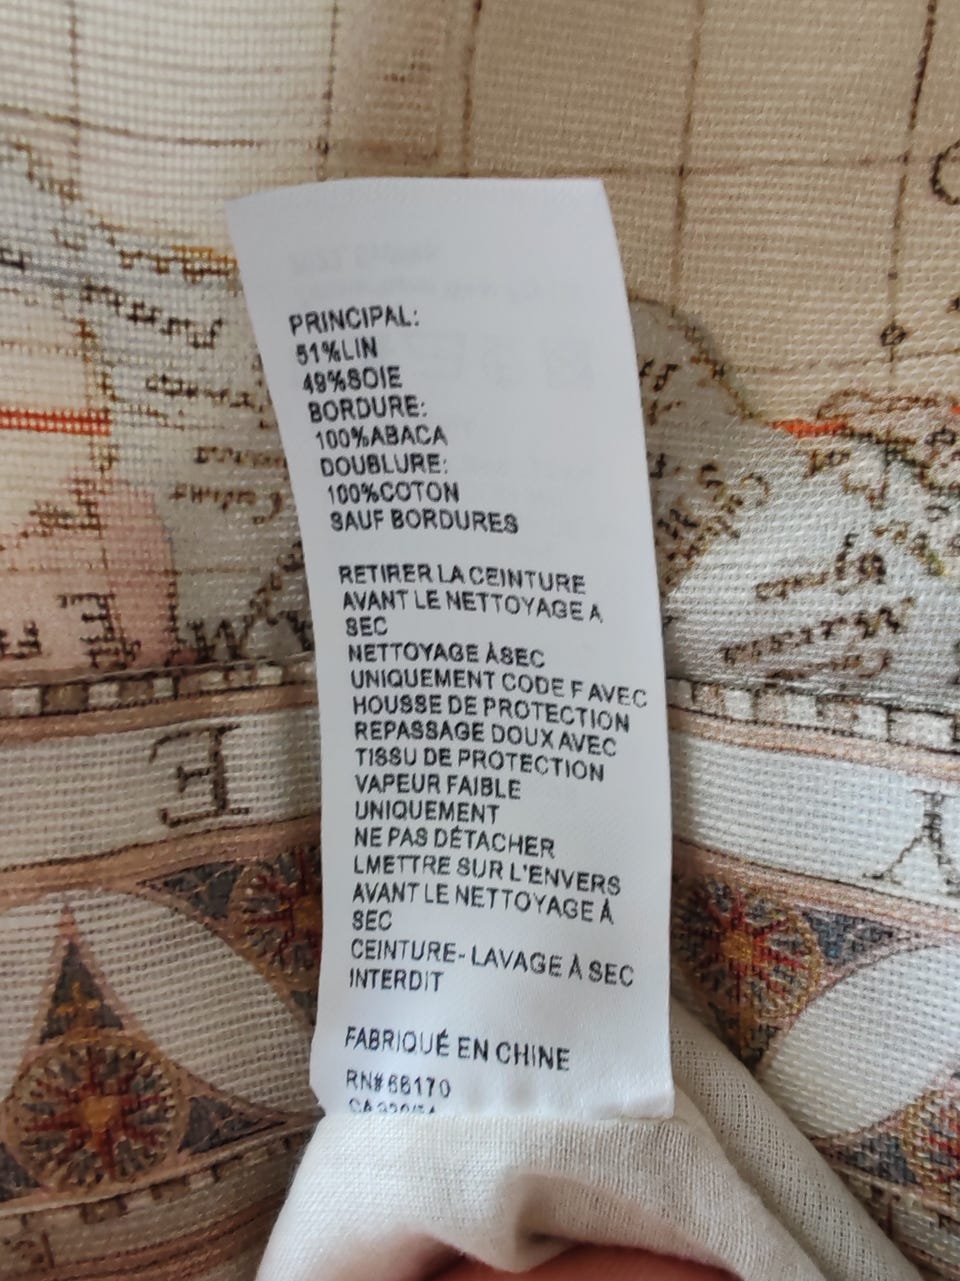 PRINCIPAL:
51%LIN
49%SOIE
BORDURE:
100%ABACA
DOUBLURE:
100%COTON
SAUF BORDURES
RETIRER LA CEINTURE
AVANT LE NETTOYAGE A
SEC
NETTOYAGE ÀSEC
UNIQUEMENT CODE F AVEC
HOUSSE DE PROTECTION
REPASSAGE DOUX AVEC
TISSU DE PROTECTION
VAPEUR FAIBLE
UNIQUEMENT
NE PAS DÉTACHER
LMETTRE SUR L'ENVERS
AVANT LE NETTOYAGE À
SEC
CEINTURE- LAVAGE À SEC
INTERDIT
FABRIQUÉ EN CHINE
RN# 66170